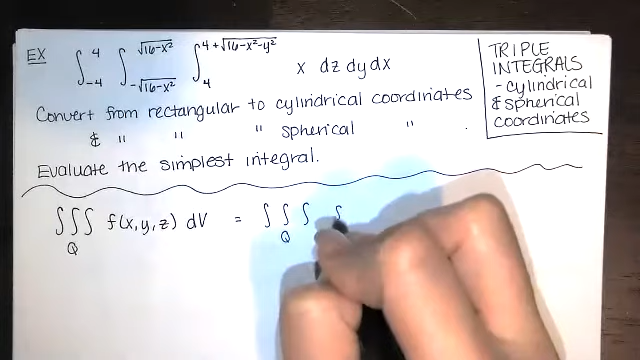 EX ∫_{-4}^{4} ∫_{-√16-x²}^{√16-x²} ∫_{4}^{4+√16-x²-y²} x dz dy dx
Convert from rectangular to cylindrical coordinates
& " " " spherical " .
Evaluate the simplest integral.
TRIPLE
INTEGRALS
- cylindrical
& spherical
coordinates
∫∫∫_Q f(x,y,z) dV = ∫∫_Q∫